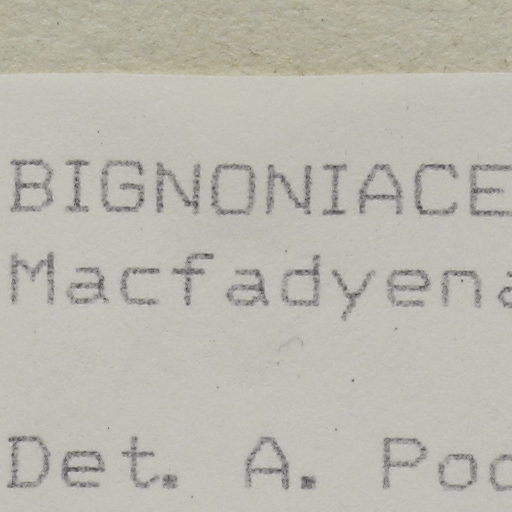 BIGNONIACE
Macfadyena
Det. A. Poo